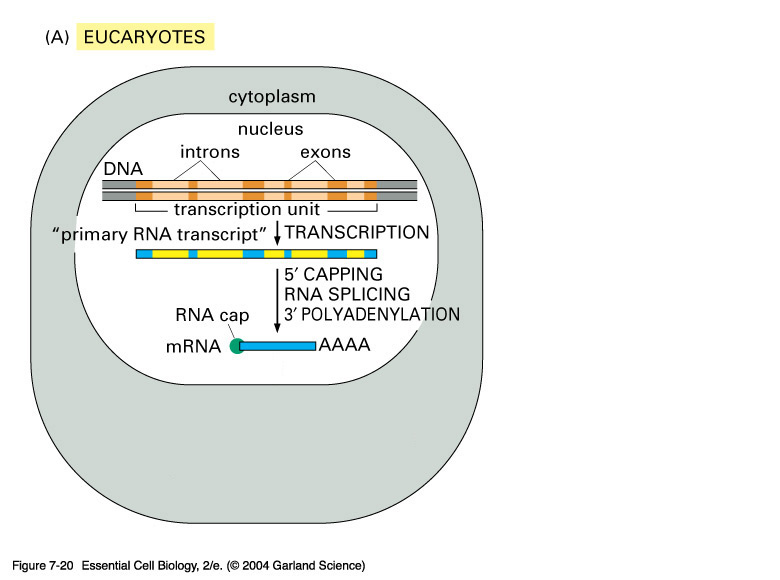 (A) EUCARYOTES
cytoplasm
nucleus
introns exons
DNA
transcription unit
“primary RNA transcript” TRANSCRIPTION
5′ CAPPING
RNA SPLICING
3′ POLYADENYLATION
RNA cap
mRNA AAAA
Figure 7-20 Essential Cell Biology, 2/e. (© 2004 Garland Science)